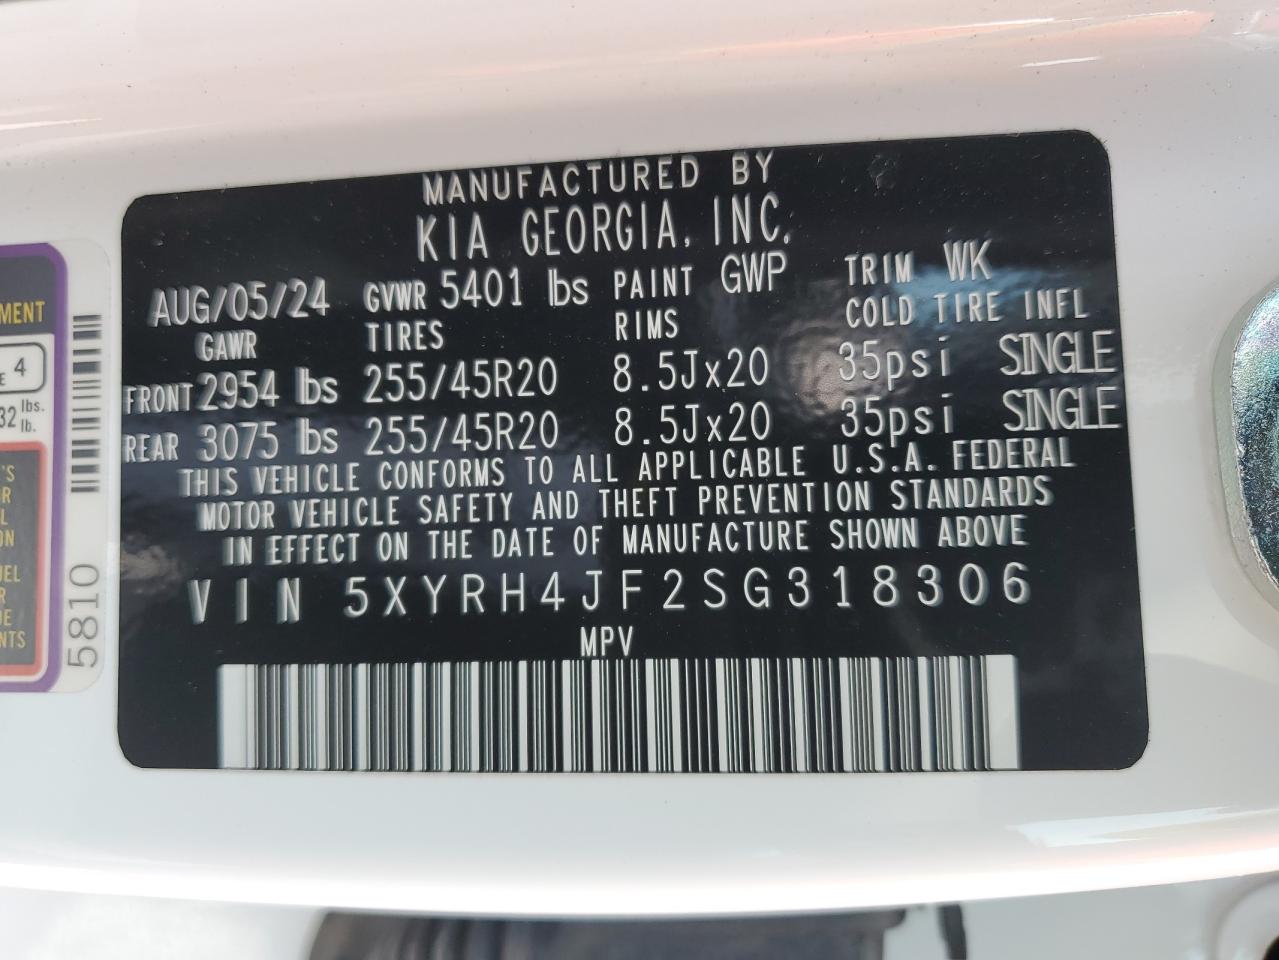 MANUFACTURED BY
KIA GEORGIA, INC.
AUG/05/24 GVWR 5401 lbs PAINT GWP TRIM WK
GAWR TIRES RIMS COLD TIRE INFL
FRONT 2954 lbs 255/45R20 8.5Jx20 35psi SINGLE
REAR 3075 lbs 255/45R20 8.5Jx20 35psi SINGLE
THIS VEHICLE CONFORMS TO ALL APPLICABLE U.S.A. FEDERAL
MOTOR VEHICLE SAFETY AND THEFT PREVENTION STANDARDS
IN EFFECT ON THE DATE OF MANUFACTURE SHOWN ABOVE
VIN 5XYRH4JF2SG318306
MPV
5810
4
lbs.
lb.